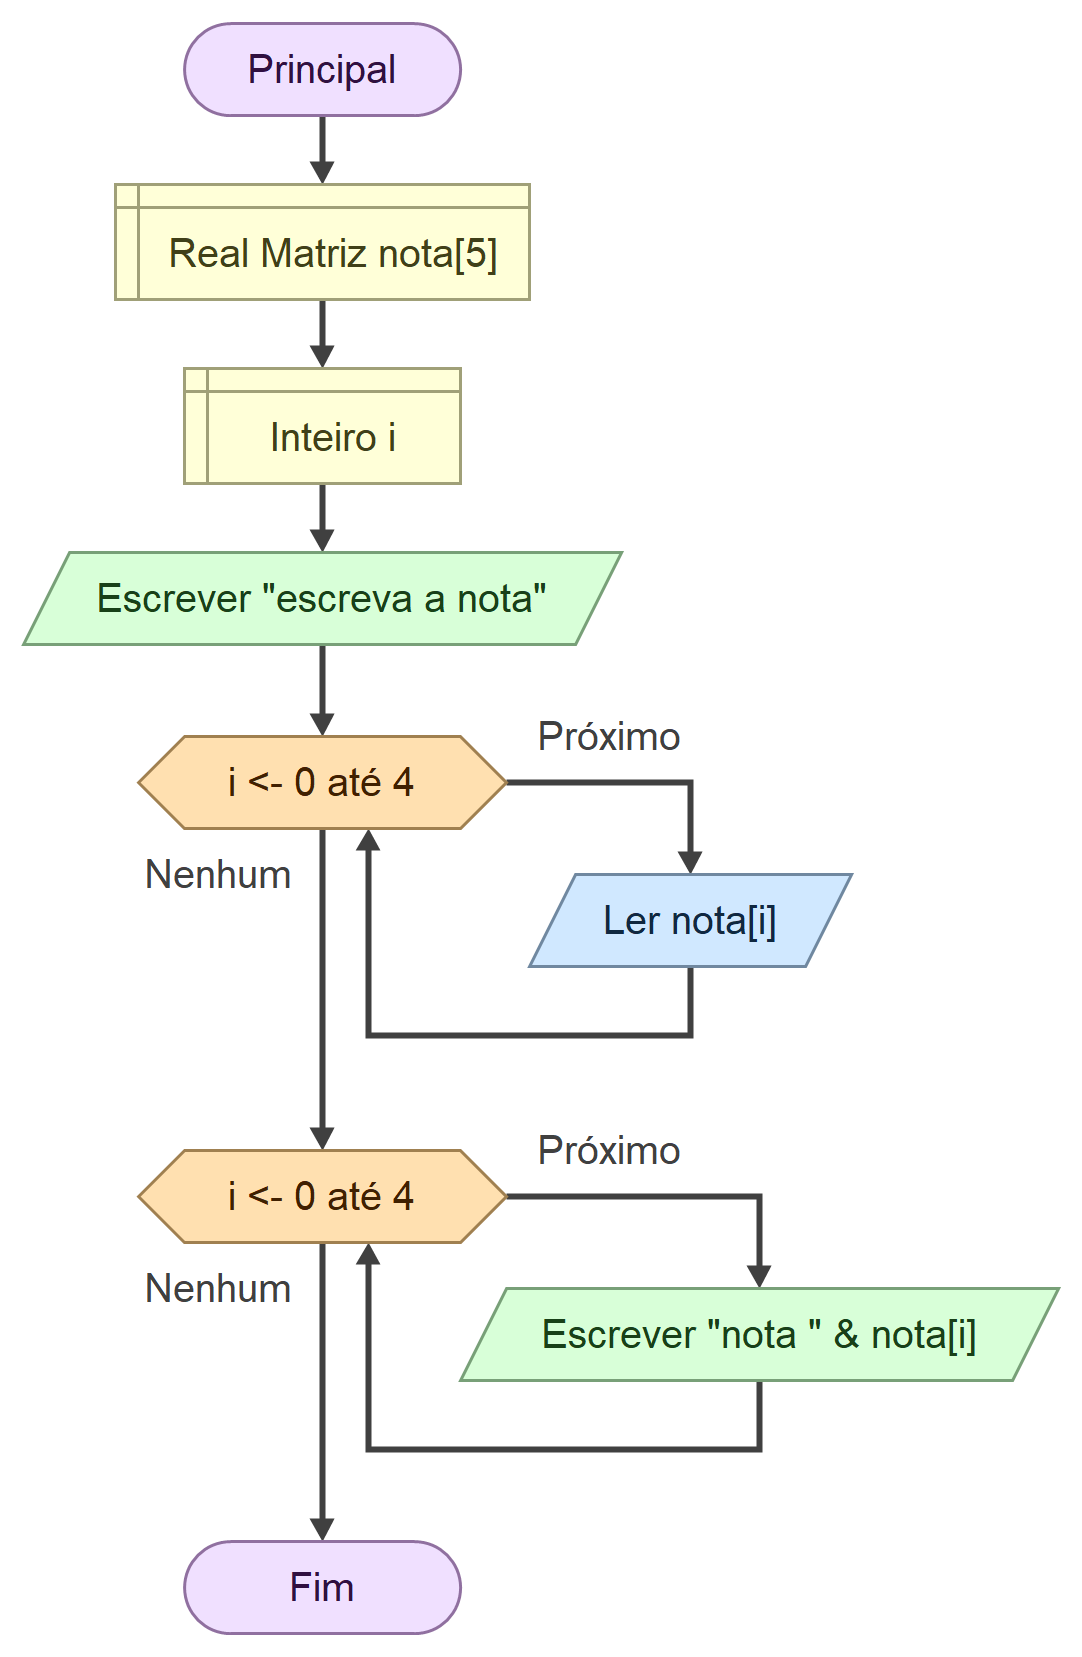 Principal
Real Matriz nota[5]
Inteiro i
Escrever "escreva a nota"
i <- 0 até 4
Próximo
Nenhum
Ler nota[i]
i <- 0 até 4
Próximo
Nenhum
Escrever "nota " & nota[i]
Fim